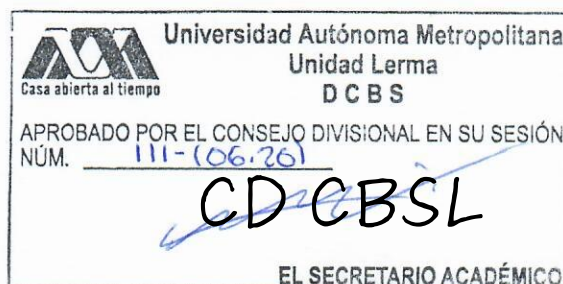 Universidad Autónoma Metropolitana
Unidad Lerma
Casa abierta al tiempo
DCBS
APROBADO POR EL CONSEJO DIVISIONAL EN SU SESIÓN
NÚM. III-(06.20)
CD CBSL
EL SECRETARIO ACADÉMICO